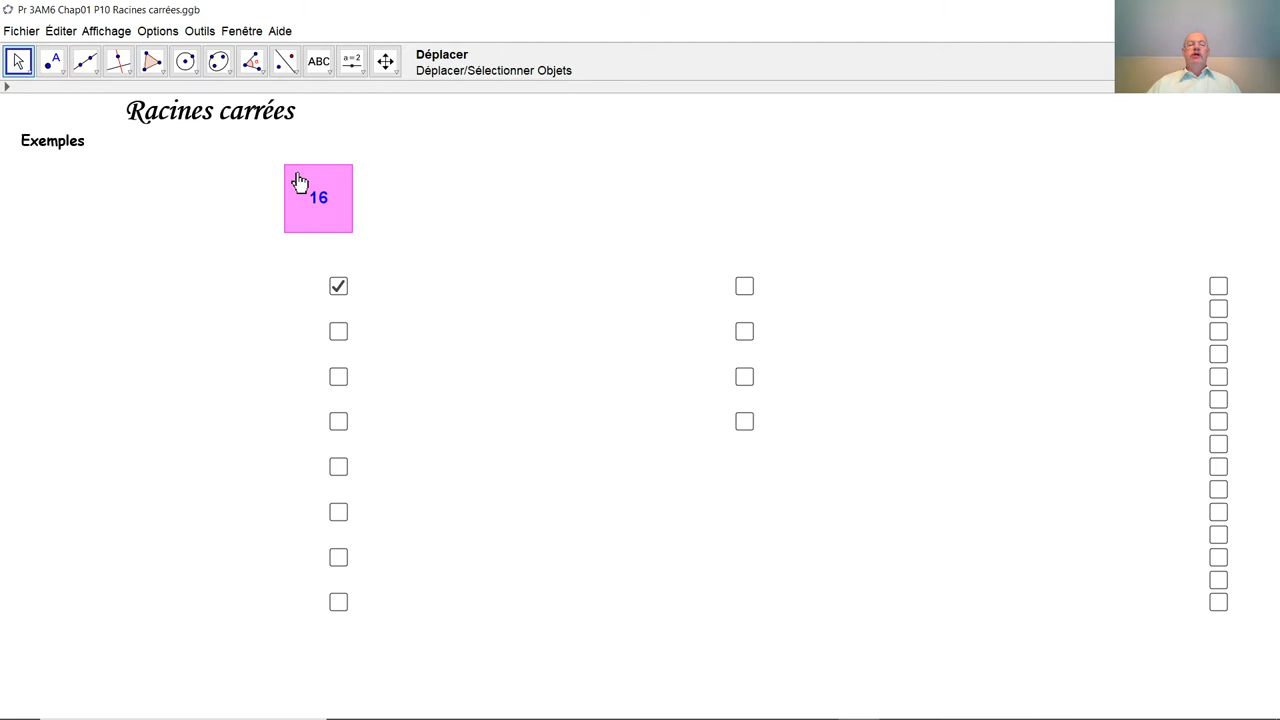 Pr 3AM6 Chap01 P10 Racines carrées.ggb
Fichier Éditer Affichage Options Outils Fenêtre Aide
A
ABC
a=2
Déplacer
Déplacer/Sélectionner Objets
Racines carrées
Exemples
16